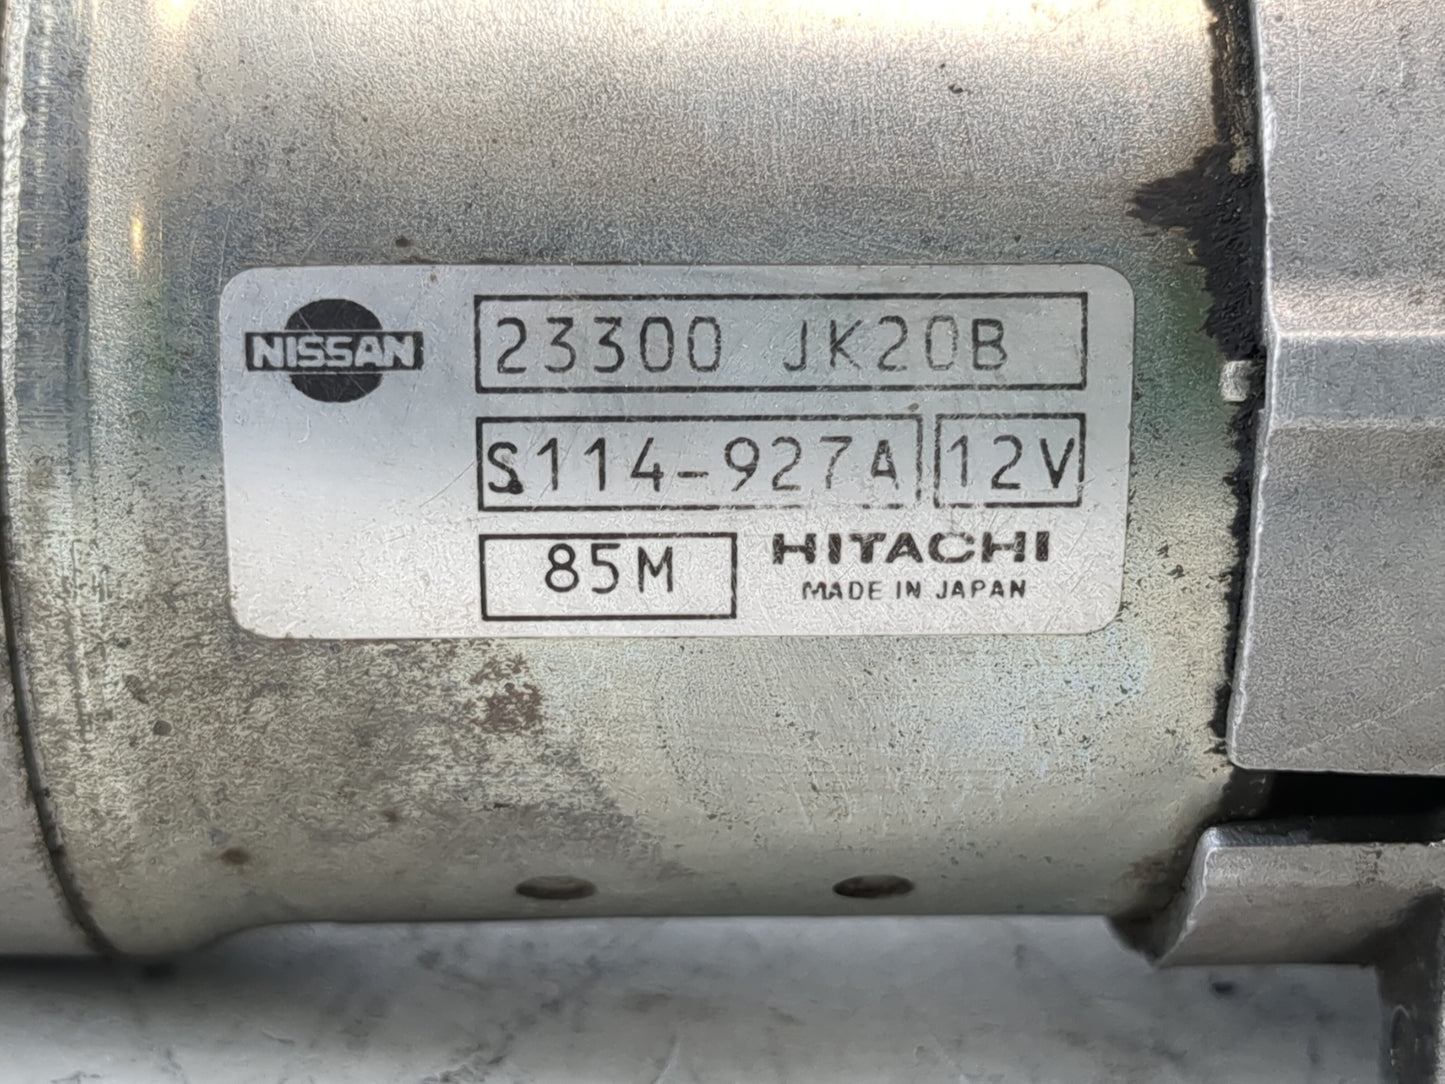 NISSAN
23300 JK20B
S114-927A 12V
85M HITACHI
MADE IN JAPAN